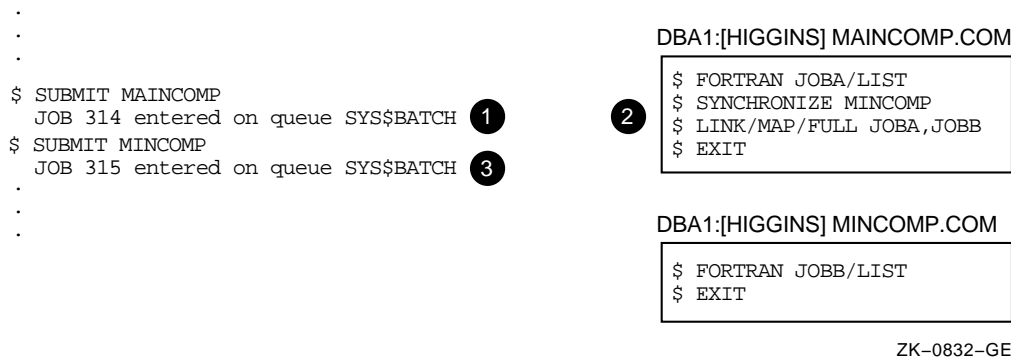 .
.
.
$ SUBMIT MAINCOMP
JOB 314 entered on queue SYS$BATCH 1
$ SUBMIT MINCOMP
JOB 315 entered on queue SYS$BATCH 3
.
.
.
DBA1:[HIGGINS] MAINCOMP.COM
$ FORTRAN JOBA/LIST
2 $ SYNCHRONIZE MINCOMP
$ LINK/MAP/FULL JOBA,JOBB
$ EXIT
DBA1:[HIGGINS] MINCOMP.COM
$ FORTRAN JOBB/LIST
$ EXIT
ZK–0832–GE